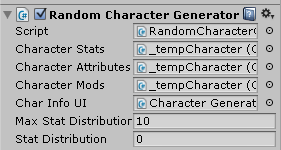 Random Character Generator
Script RandomCharacter
Character Stats _tempCharacter (
Character Attributes _tempCharacter (
Character Mods _tempCharacter (
Char Info UI Character Generat
Max Stat Distribution 10
Stat Distribution 0